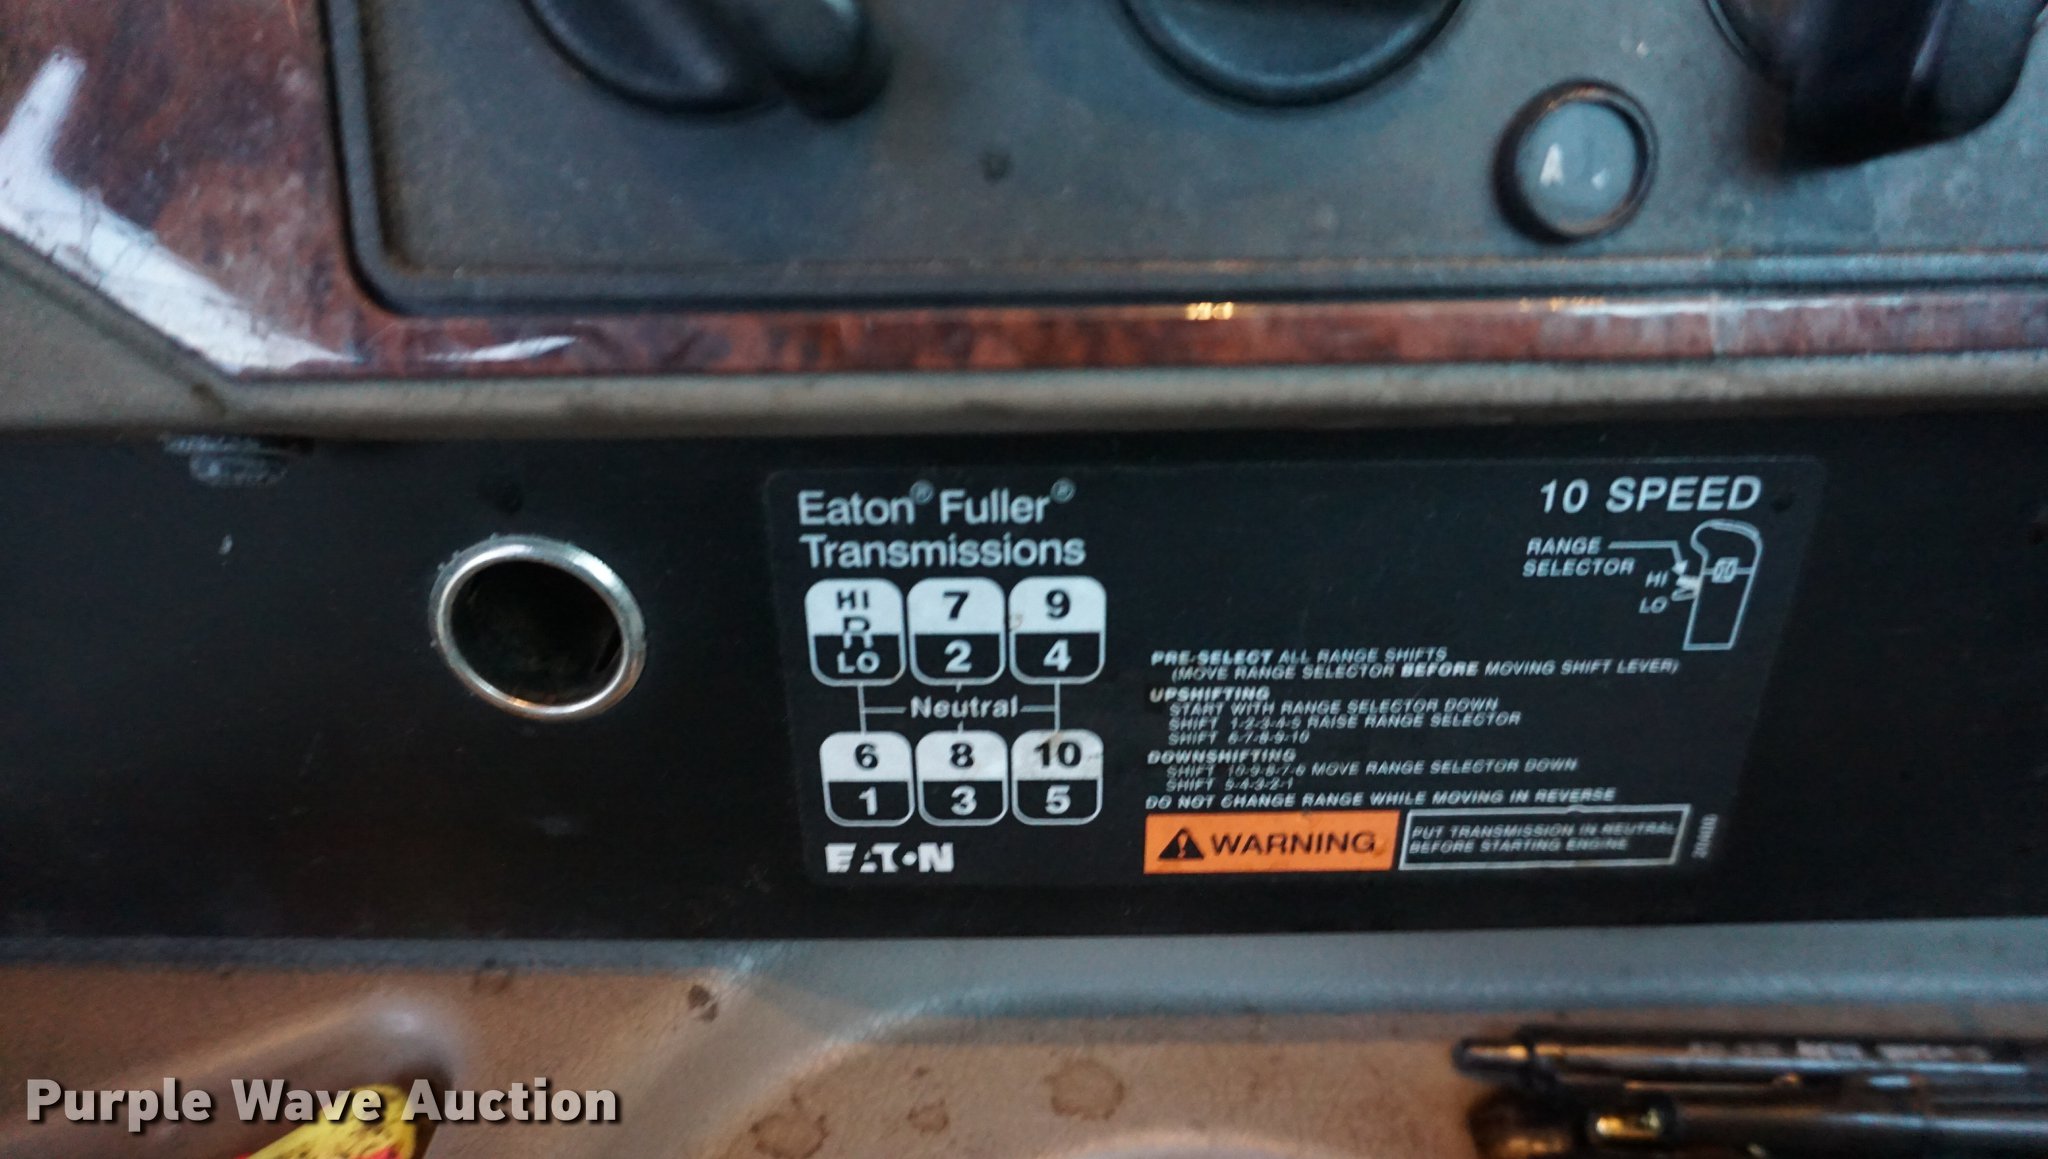 A
Eaton® Fuller®
Transmissions
10 SPEED
RANGE
SELECTOR
HI
LO
HI 7 9
R
LO 2 4
Neutral
6 8 10
1 3 5
EATON
PRE-SELECT ALL RANGE SHIFTS
(MOVE RANGE SELECTOR BEFORE MOVING SHIFT LEVER)
UPSHIFTING
START WITH RANGE SELECTOR DOWN
SHIFT 1-2-3-4-5 RAISE RANGE SELECTOR
SHIFT 6-7-8-9-10
DOWNSHIFTING
SHIFT 10-9-8-7-6 MOVE RANGE SELECTOR DOWN
SHIFT 5-4-3-2-1
DO NOT CHANGE RANGE WHILE MOVING IN REVERSE
WARNING
PUT TRANSMISSION IN NEUTRAL
BEFORE STARTING ENGINE
Purple Wave Auction